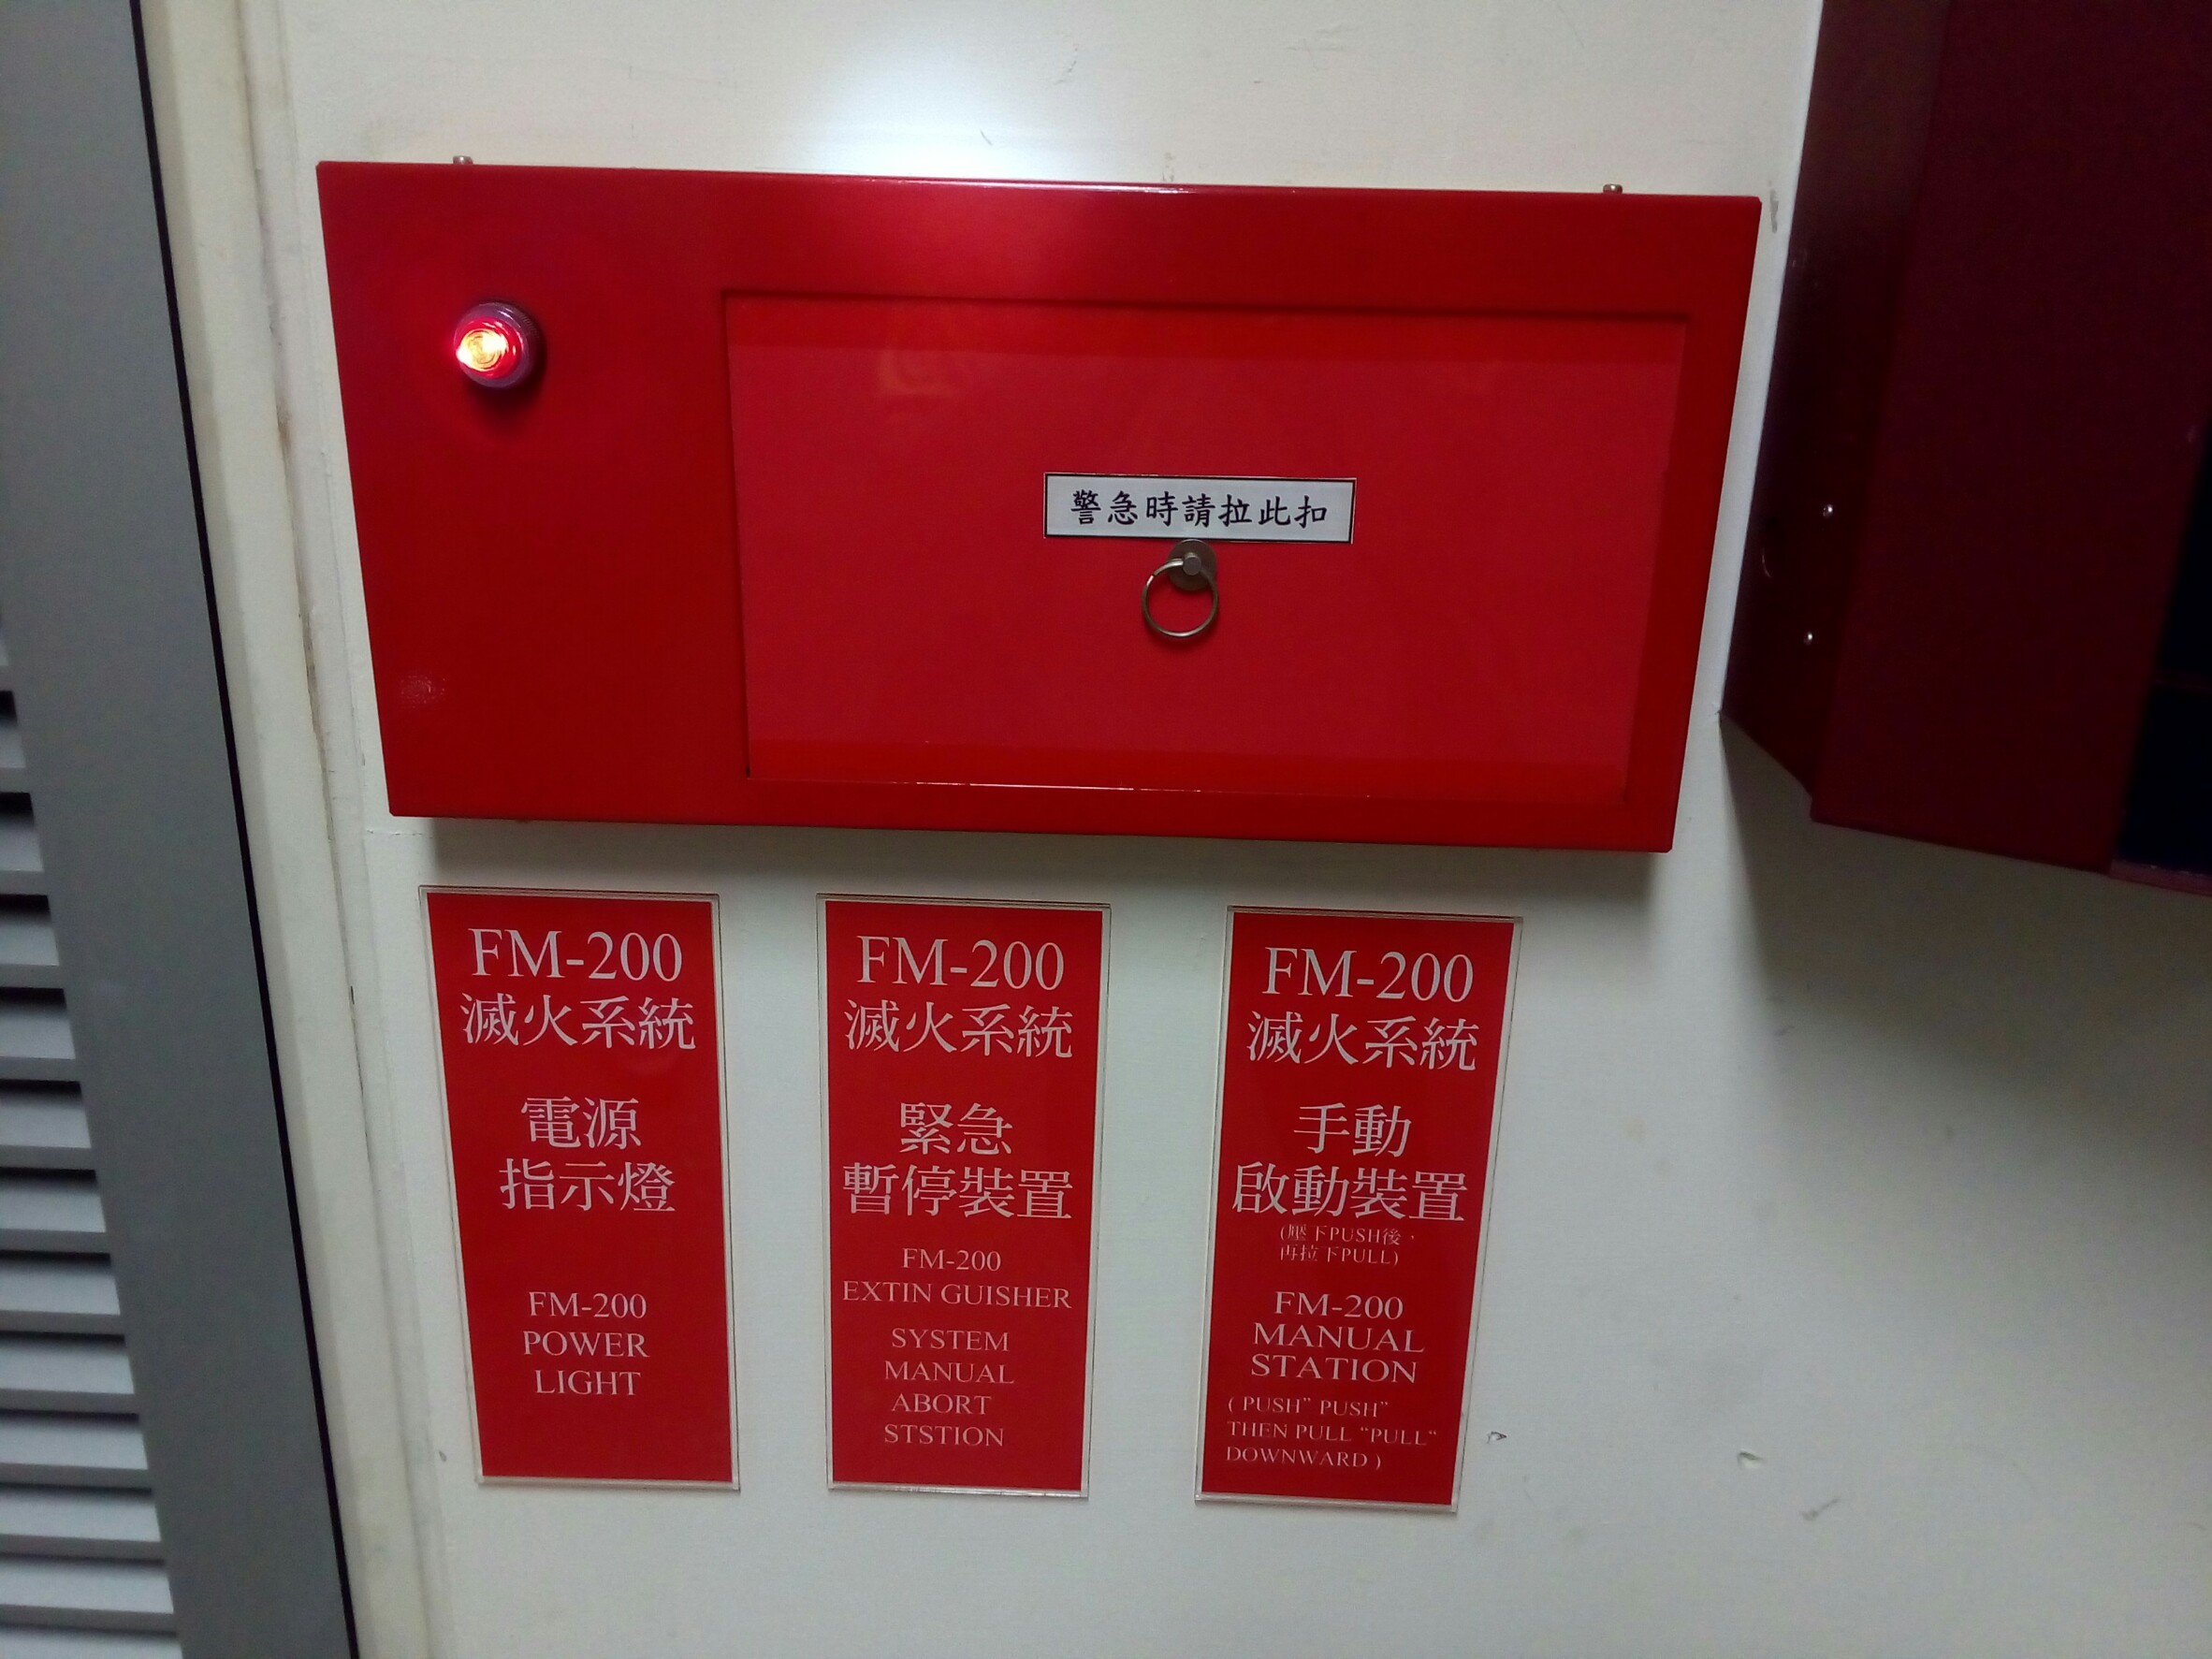 警急時請拉此扣
FM-200
滅火系統
電源
指示燈
FM-200
POWER
LIGHT
FM-200
滅火系統
緊急
暫停裝置
FM-200
EXTIN GUISHER
SYSTEM
MANUAL
ABORT
STSTION
FM-200
滅火系統
手動
啟動裝置
(壓下PUSH後，
再拉下PULL)
FM-200
MANUAL
STATION
( PUSH” PUSH”
THEN PULL “PULL“
DOWNWARD )